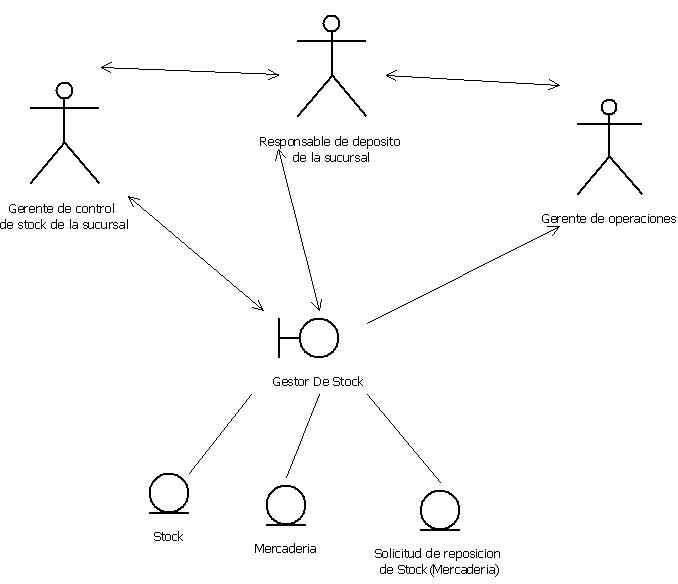 Responsable de deposito
de la sucursal
Gerente de control
de stock de la sucursal
Gerente de operaciones
Gestor De Stock
Stock
Mercaderia
Solicitud de reposicion
de Stock(Mercaderia)